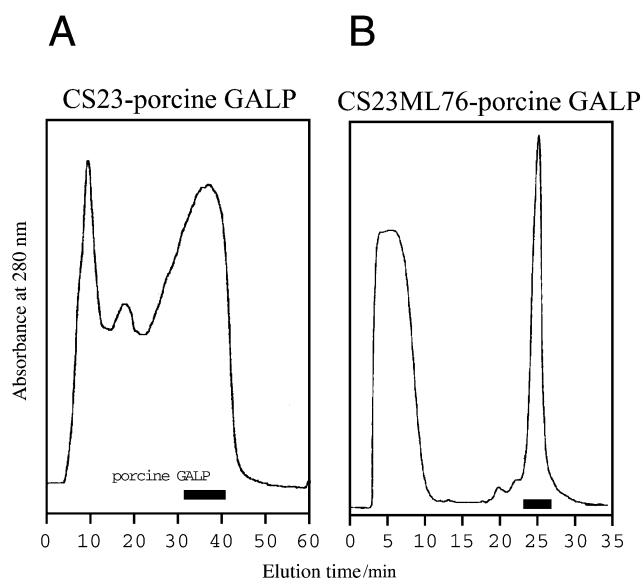 A
B
CS23-porcine GALP
CS23ML76-porcine GALP
Absorbance at 280 nm
porcine GALP
0 10 20 30 40 50 60
0 5 10 15 20 25 30 35
Elution time/min